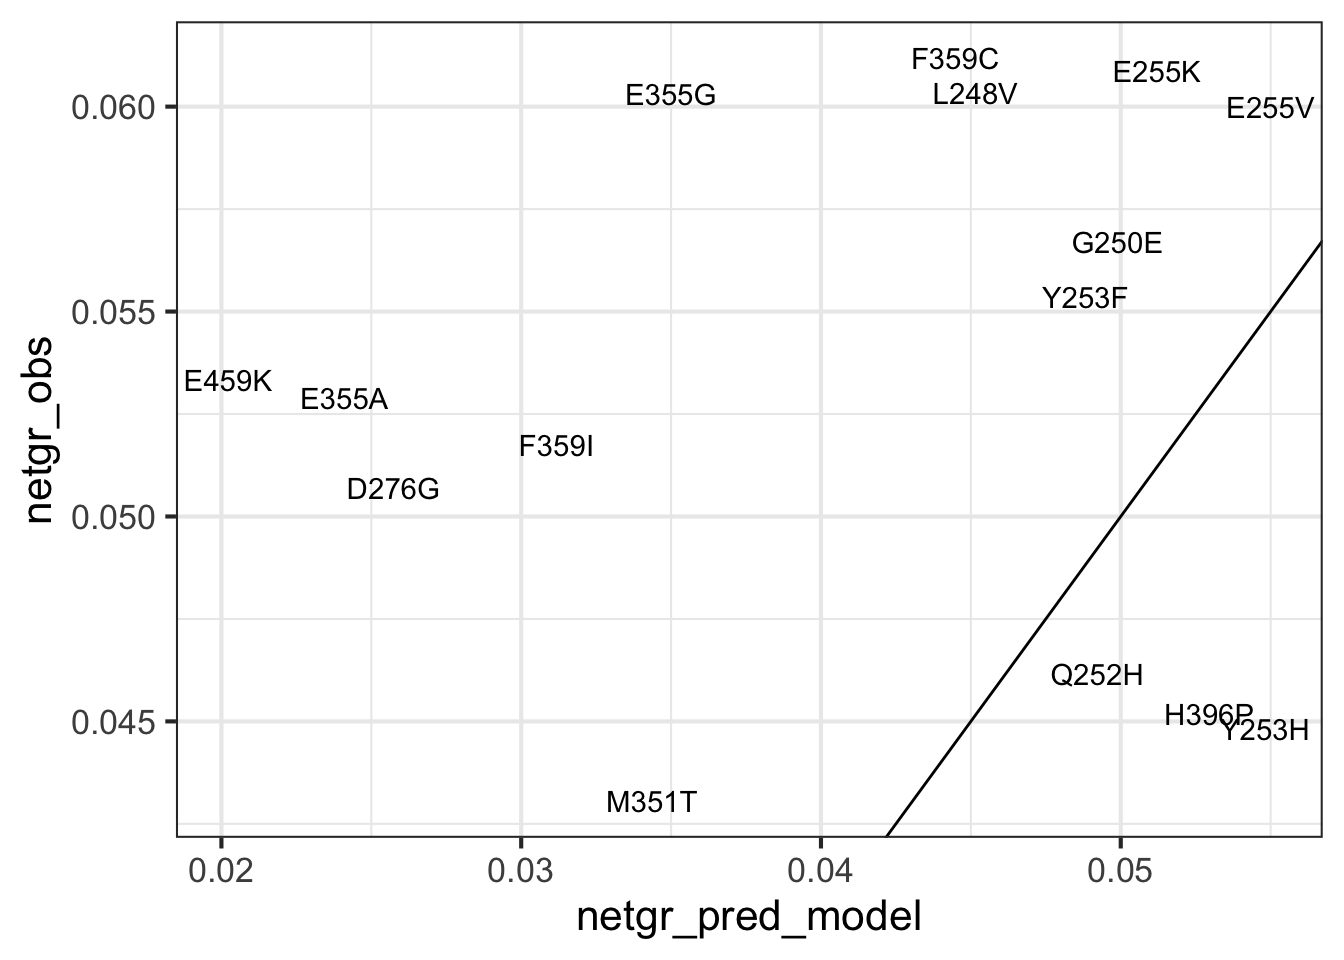 F359C
E255K
E355G
L248V
E255V
0.060
G250E
Y253F
0.055
E459K
E355A
F359I
D276G
0.050
netgr_obs
Q252H
H396P
Y253H
0.045
M351T
0.02
0.03
0.04
0.05
netgr_pred_model